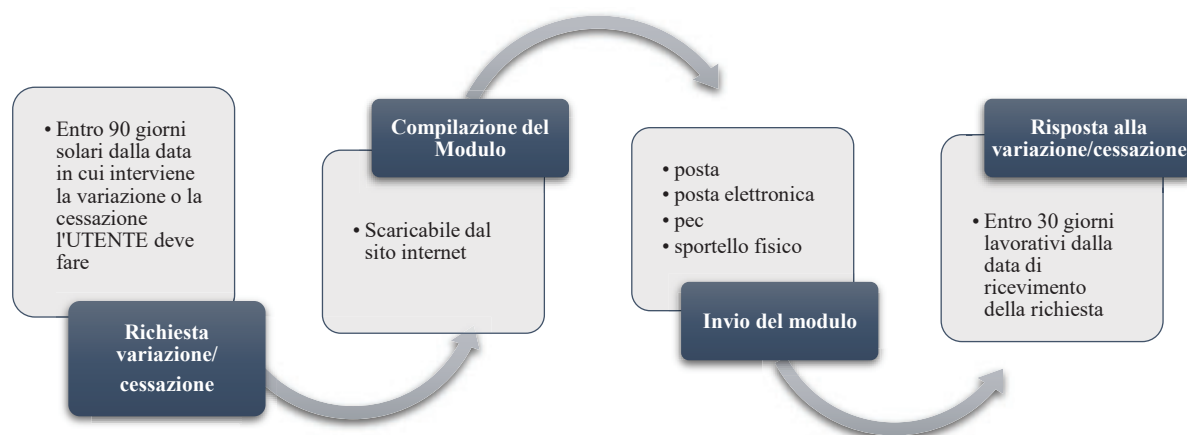 • Entro 90 giorni
solari dalla data
in cui interviene
la variazione o la
cessazione
l'UTENTE deve
fare
Richiesta
variazione/
cessazione
Compilazione del
Modulo
• Scaricabile dal
sito internet
• posta
• posta elettronica
• pec
• sportello fisico
Invio del modulo
Risposta alla
variazione/cessazione
• Entro 30 giorni
lavorativi dalla
data di
ricevimento
della richiesta